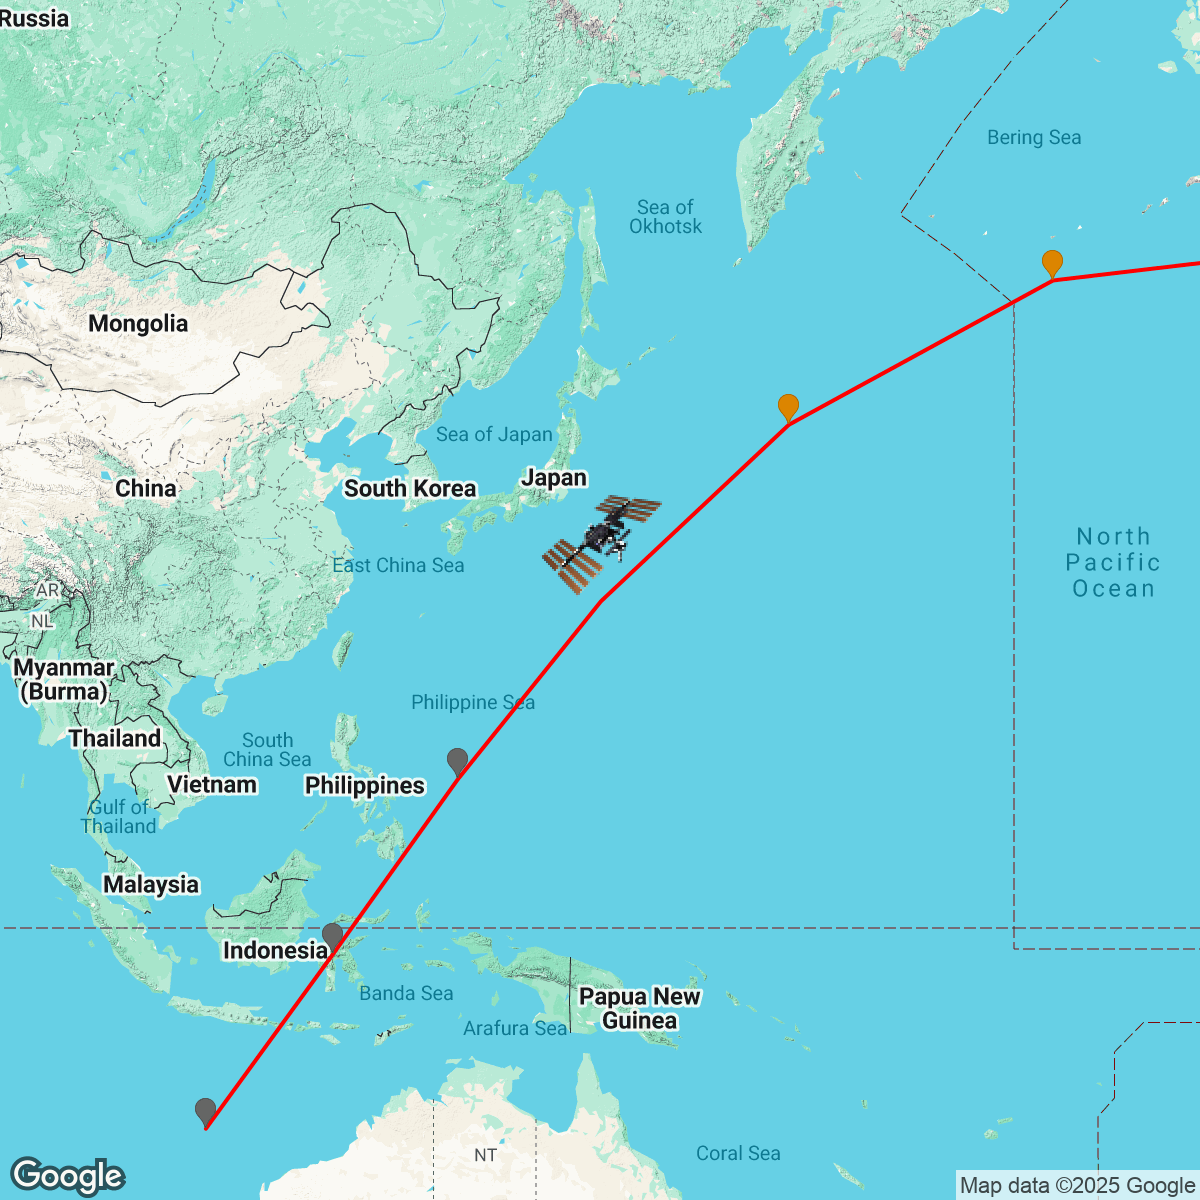 Russia
Bering Sea
Sea of
Okhotsk
Mongolia
Sea of Japan
Japan
China
South Korea
East China Sea
North
Pacific
Ocean
AR
NL
Myanmar
(Burma)
Philippine Sea
Thailand
South
China Sea
Vietnam
Philippines
Gulf of
Thailand
Malaysia
Indonesia
Banda Sea
Papua New
Guinea
Arafura Sea
NT
Coral Sea
Google
Map data ©2025 Google